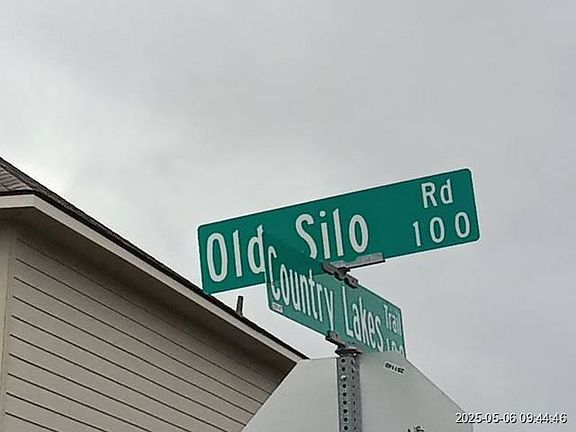 Old Silo Rd
100
Country Lakes Trail
2025-05-06 09:44:46